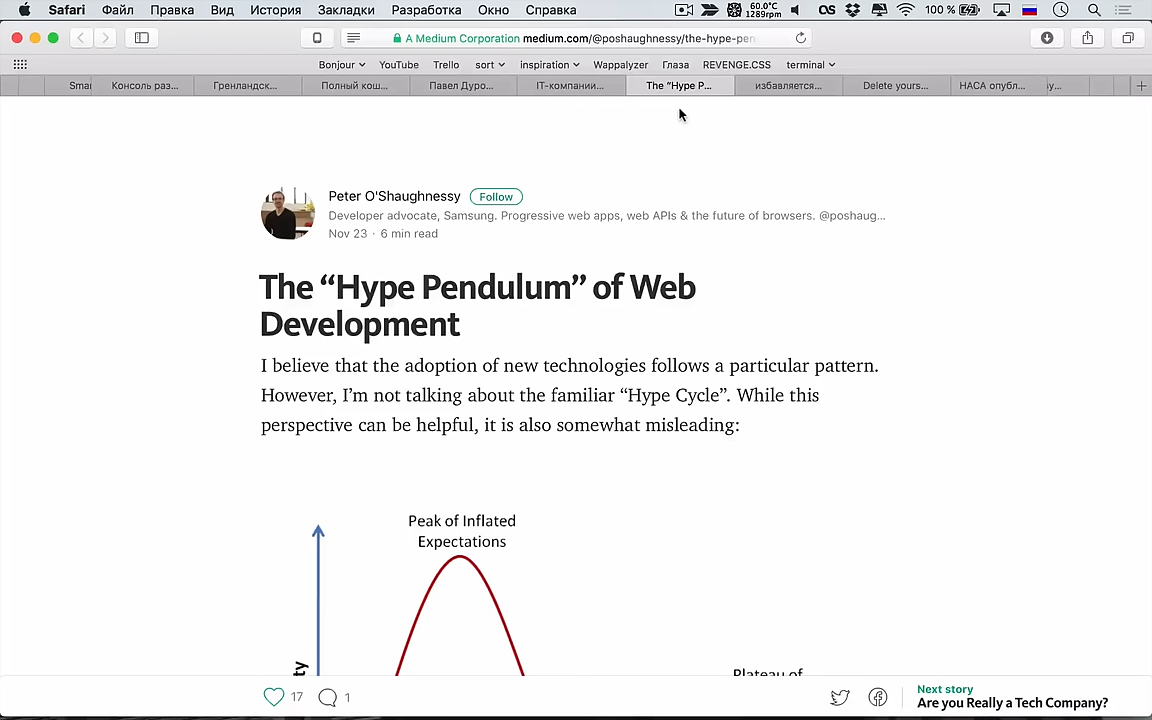 Safari Файл Правка Вид История Закладки Разработка Окно Справка 60.0°C 1289rpm 100 %
A Medium Corporation medium.com/@poshaughnessy/the-hype-pen
Bonjour YouTube Trello sort inspiration Wappalyzer Глаза REVENGE.CSS terminal
Smar Консоль раз... Гренландск... Полный кош... Павел Дуро... IT-компании... The “Hype P... избавляется... Delete yours... НАСА опубл... у...
Peter O'Shaughnessy Follow
Developer advocate, Samsung. Progressive web apps, web APIs & the future of browsers. @poshaug...
Nov 23 · 6 min read
The “Hype Pendulum” of Web
Development
I believe that the adoption of new technologies follows a particular pattern.
However, I’m not talking about the familiar “Hype Cycle”. While this
perspective can be helpful, it is also somewhat misleading:
Peak of Inflated
Expectations
ty
Plateau of
17 1
Next story
Are you Really a Tech Company?